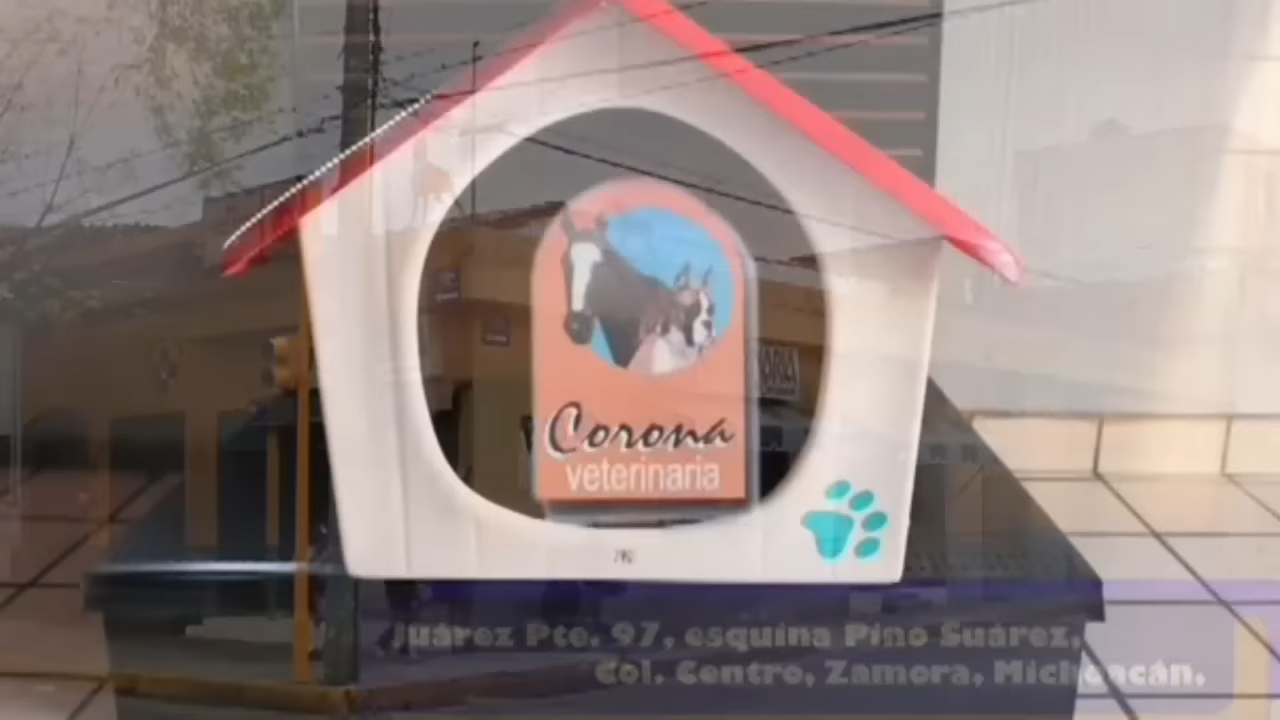 Corona
veterinaria
Juárez Pte. 97, esquina Pino Suárez,
Col. Centro, Zamora, Michoacán.